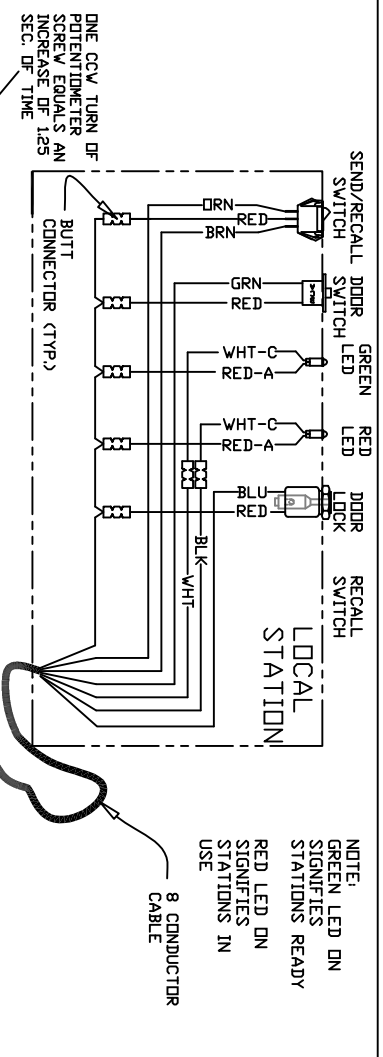 NOTE:
GREEN LED ON
SIGNIFIES
STATIONS READY
RED LED ON
SIGNIFIES
STATIONS IN
USE
SEND/RECALL
SWITCH
DOOR
SWITCH
GREEN
LED
RED
LED
DOOR
LOCK
RECALL
SWITCH
LOCAL
STATION
ORN
RED
BRN
GRN
RED
WHT-C
RED-A
WHT-C
RED-A
BLU
RED
BLK
WHT
BUTT
CONNECTOR (TYP.)
8 CONDUCTOR
CABLE
ONE CCW TURN OF
POTENTIOMETER
SCREW EQUALS AN
INCREASE OF 1.25
SEC. OF TIME